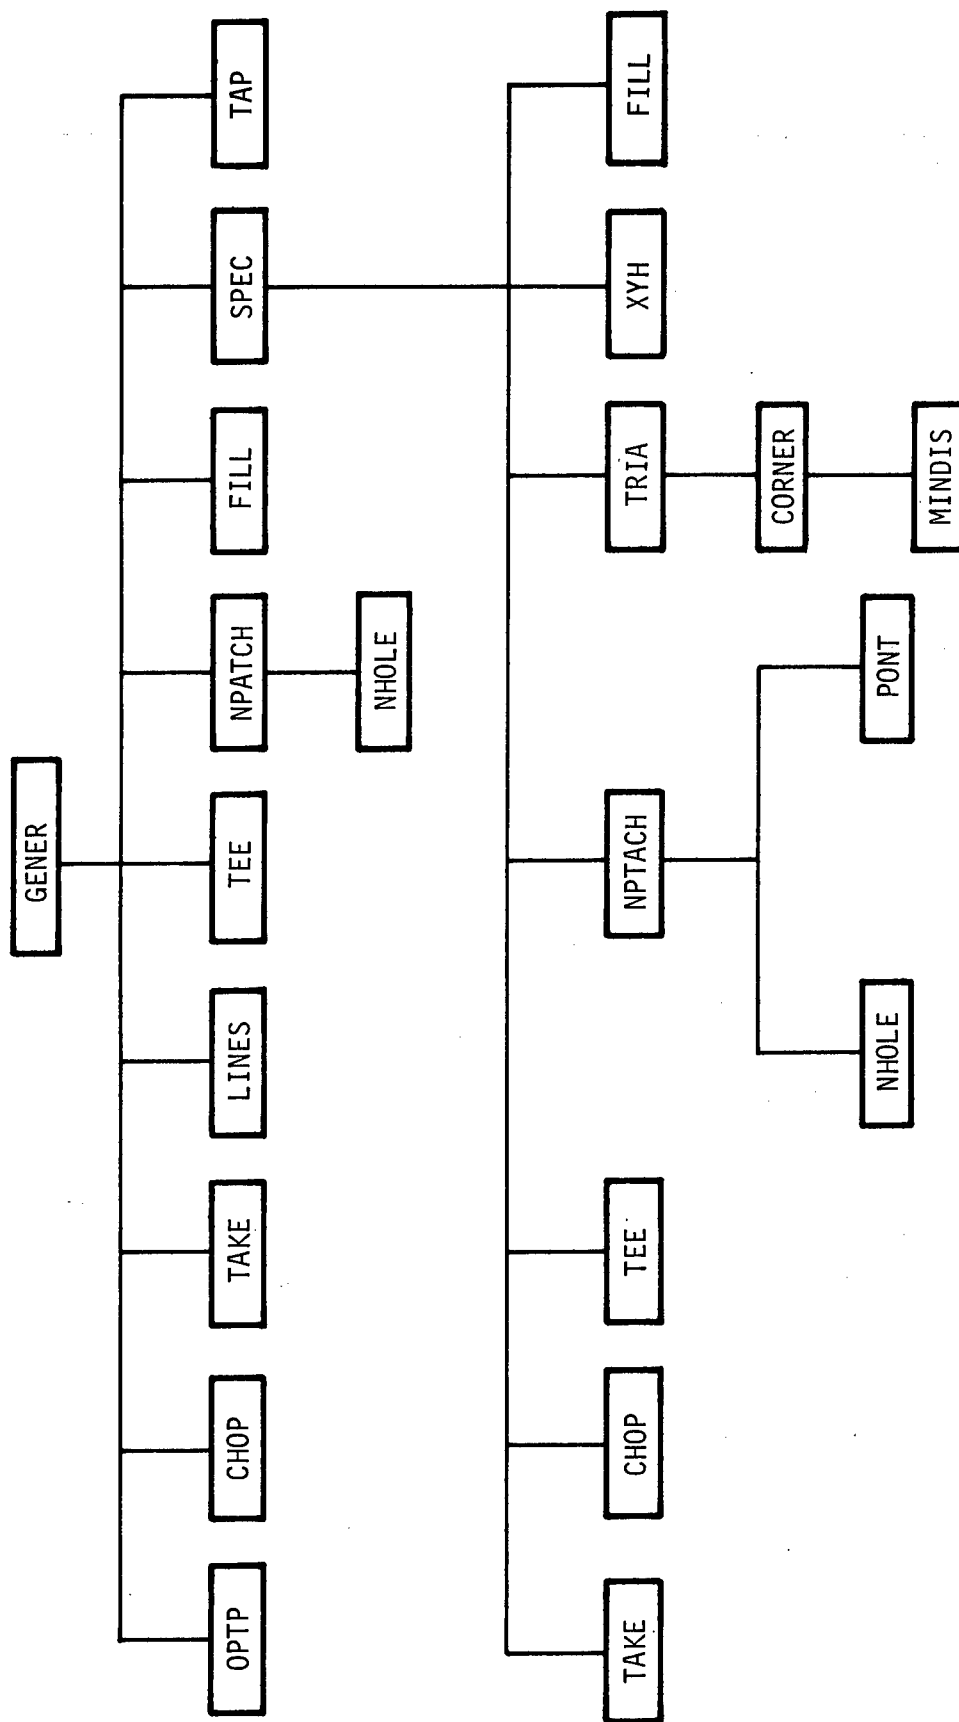 GENER
OPTP
CHOP
TAKE
LINES
TEE
NPATCH
FILL
SPEC
TAP
NHOLE
TAKE
CHOP
TEE
NPTACH
TRIA
XYH
FILL
CORNER
NHOLE
PONT
MINDIS